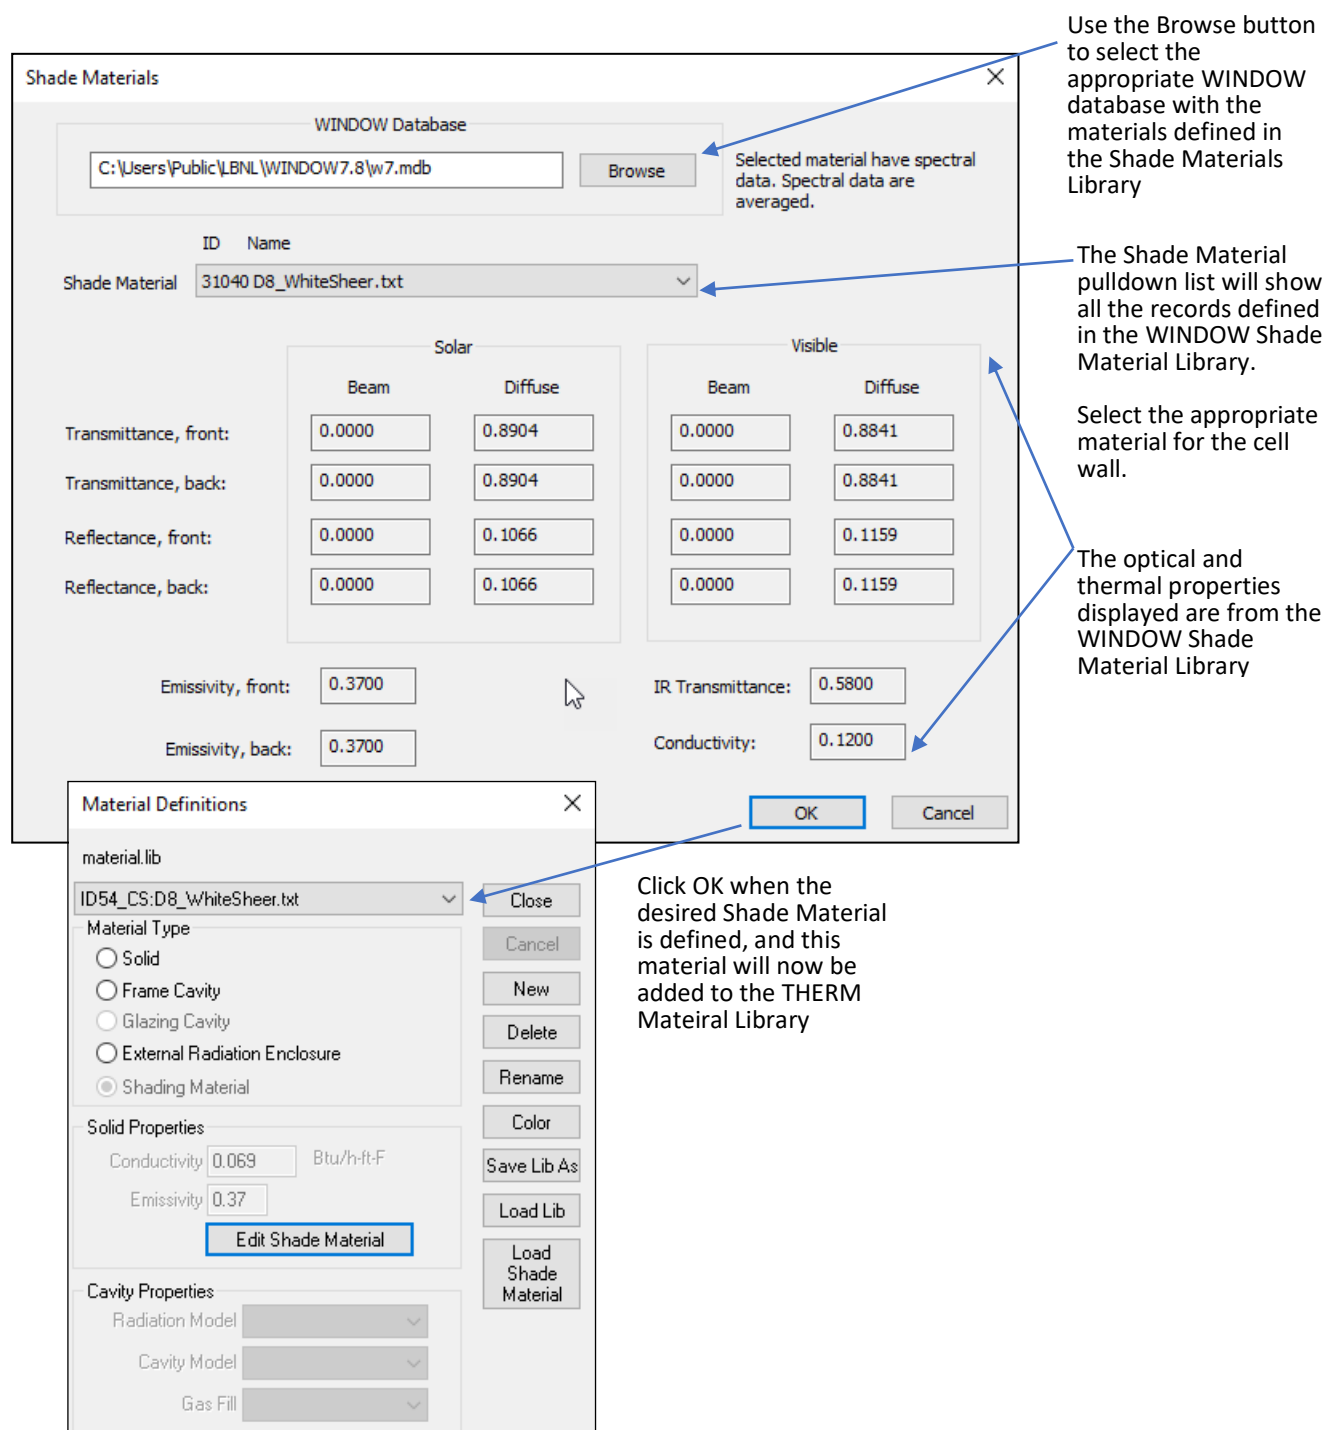 Use the Browse button
to select the
appropriate WINDOW
database with the
materials defined in
the Shade Materials
Library
Shade Materials
WINDOW Database
C:\Users\Public\LBNL\WINDOW7.8\w7.mdb
Browse
Selected material have spectral
data. Spectral data are
averaged.
ID Name
Shade Material 31040 D8_WhiteSheer.txt
The Shade Material
pulldown list will show
all the records defined
in the WINDOW Shade
Material Library.
Select the appropriate
material for the cell
wall.
Solar Visible
Beam Diffuse Beam Diffuse
Transmittance, front: 0.0000 0.8904 0.0000 0.8841
Transmittance, back: 0.0000 0.8904 0.0000 0.8841
Reflectance, front: 0.0000 0.1066 0.0000 0.1159
Reflectance, back: 0.0000 0.1066 0.0000 0.1159
The optical and
thermal properties
displayed are from the
WINDOW Shade
Material Library
Emissivity, front: 0.3700 IR Transmittance: 0.5800
Emissivity, back: 0.3700 Conductivity: 0.1200
OK Cancel
Material Definitions
material.lib
ID54_CS:D8_WhiteSheer.txt
Material Type
Solid
Frame Cavity
Glazing Cavity
External Radiation Enclosure
Shading Material
Solid Properties
Conductivity 0.069 Btu/h-ft-F
Emissivity 0.37
Edit Shade Material
Cavity Properties
Radiation Model
Cavity Model
Gas Fill
Close
Cancel
New
Delete
Rename
Color
Save Lib As
Load Lib
Load
Shade
Material
Click OK when the
desired Shade Material
is defined, and this
material will now be
added to the THERM
Mateiral Library